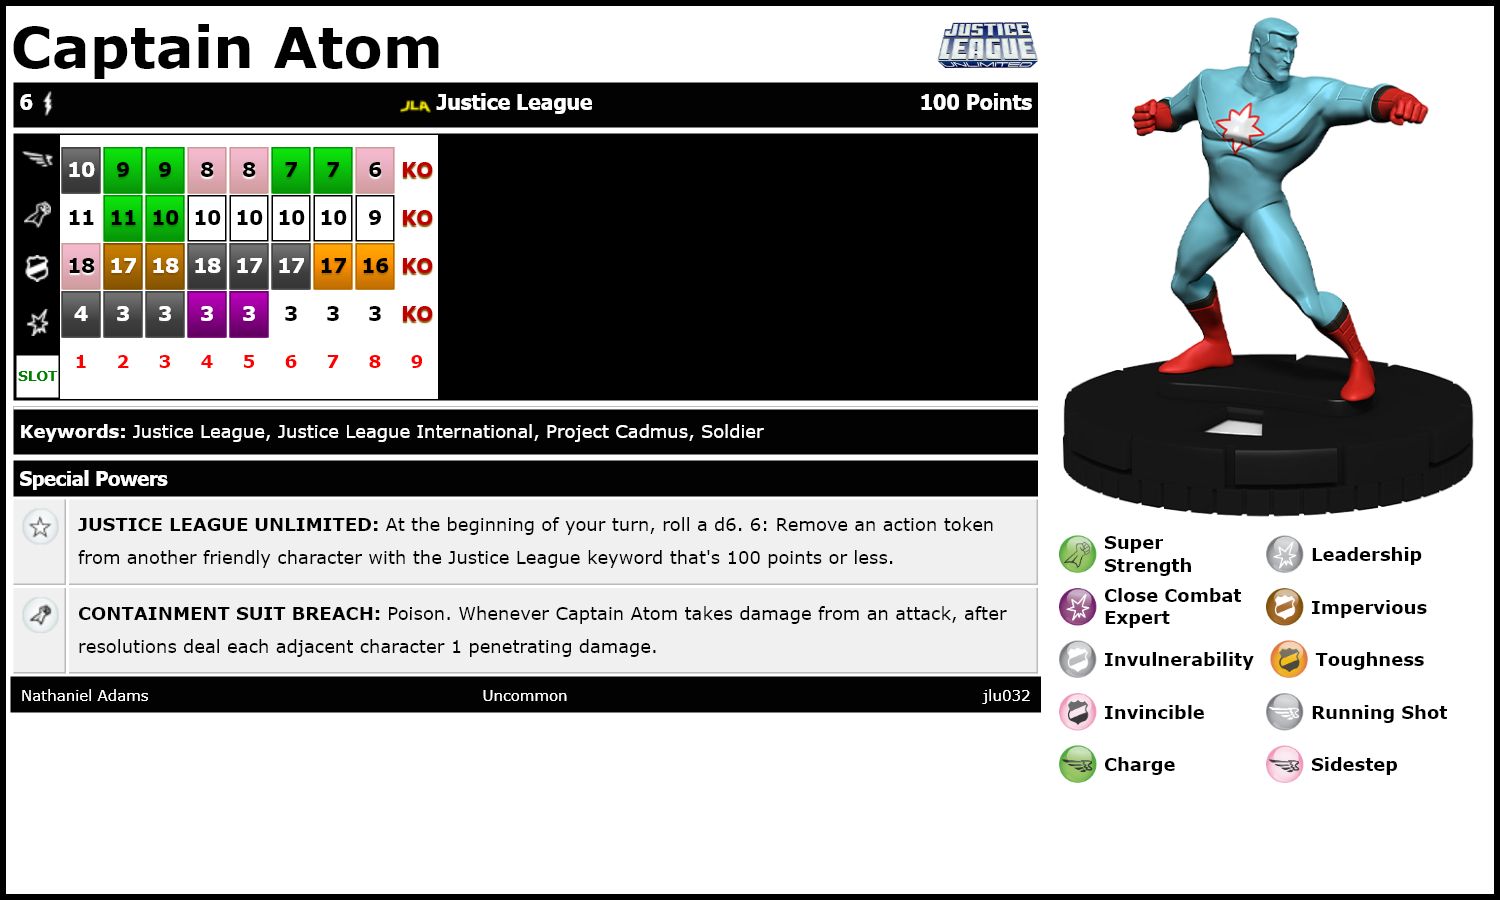 Captain Atom
JUSTICE
LEAGUE
UNLIMITED
6 JLA Justice League 100 Points
10 9 9 8 8 7 7 6 KO
11 11 10 10 10 10 10 9 KO
18 17 18 18 17 17 17 16 KO
4 3 3 3 3 3 3 3 KO
SLOT 1 2 3 4 5 6 7 8 9
Keywords: Justice League, Justice League International, Project Cadmus, Soldier
Special Powers
JUSTICE LEAGUE UNLIMITED: At the beginning of your turn, roll a d6. 6: Remove an action token
from another friendly character with the Justice League keyword that's 100 points or less.
CONTAINMENT SUIT BREACH: Poison. Whenever Captain Atom takes damage from an attack, after
resolutions deal each adjacent character 1 penetrating damage.
Nathaniel Adams Uncommon jlu032
Super
Strength
Leadership
Close Combat
Expert
Impervious
Invulnerability
Toughness
Invincible
Running Shot
Charge
Sidestep